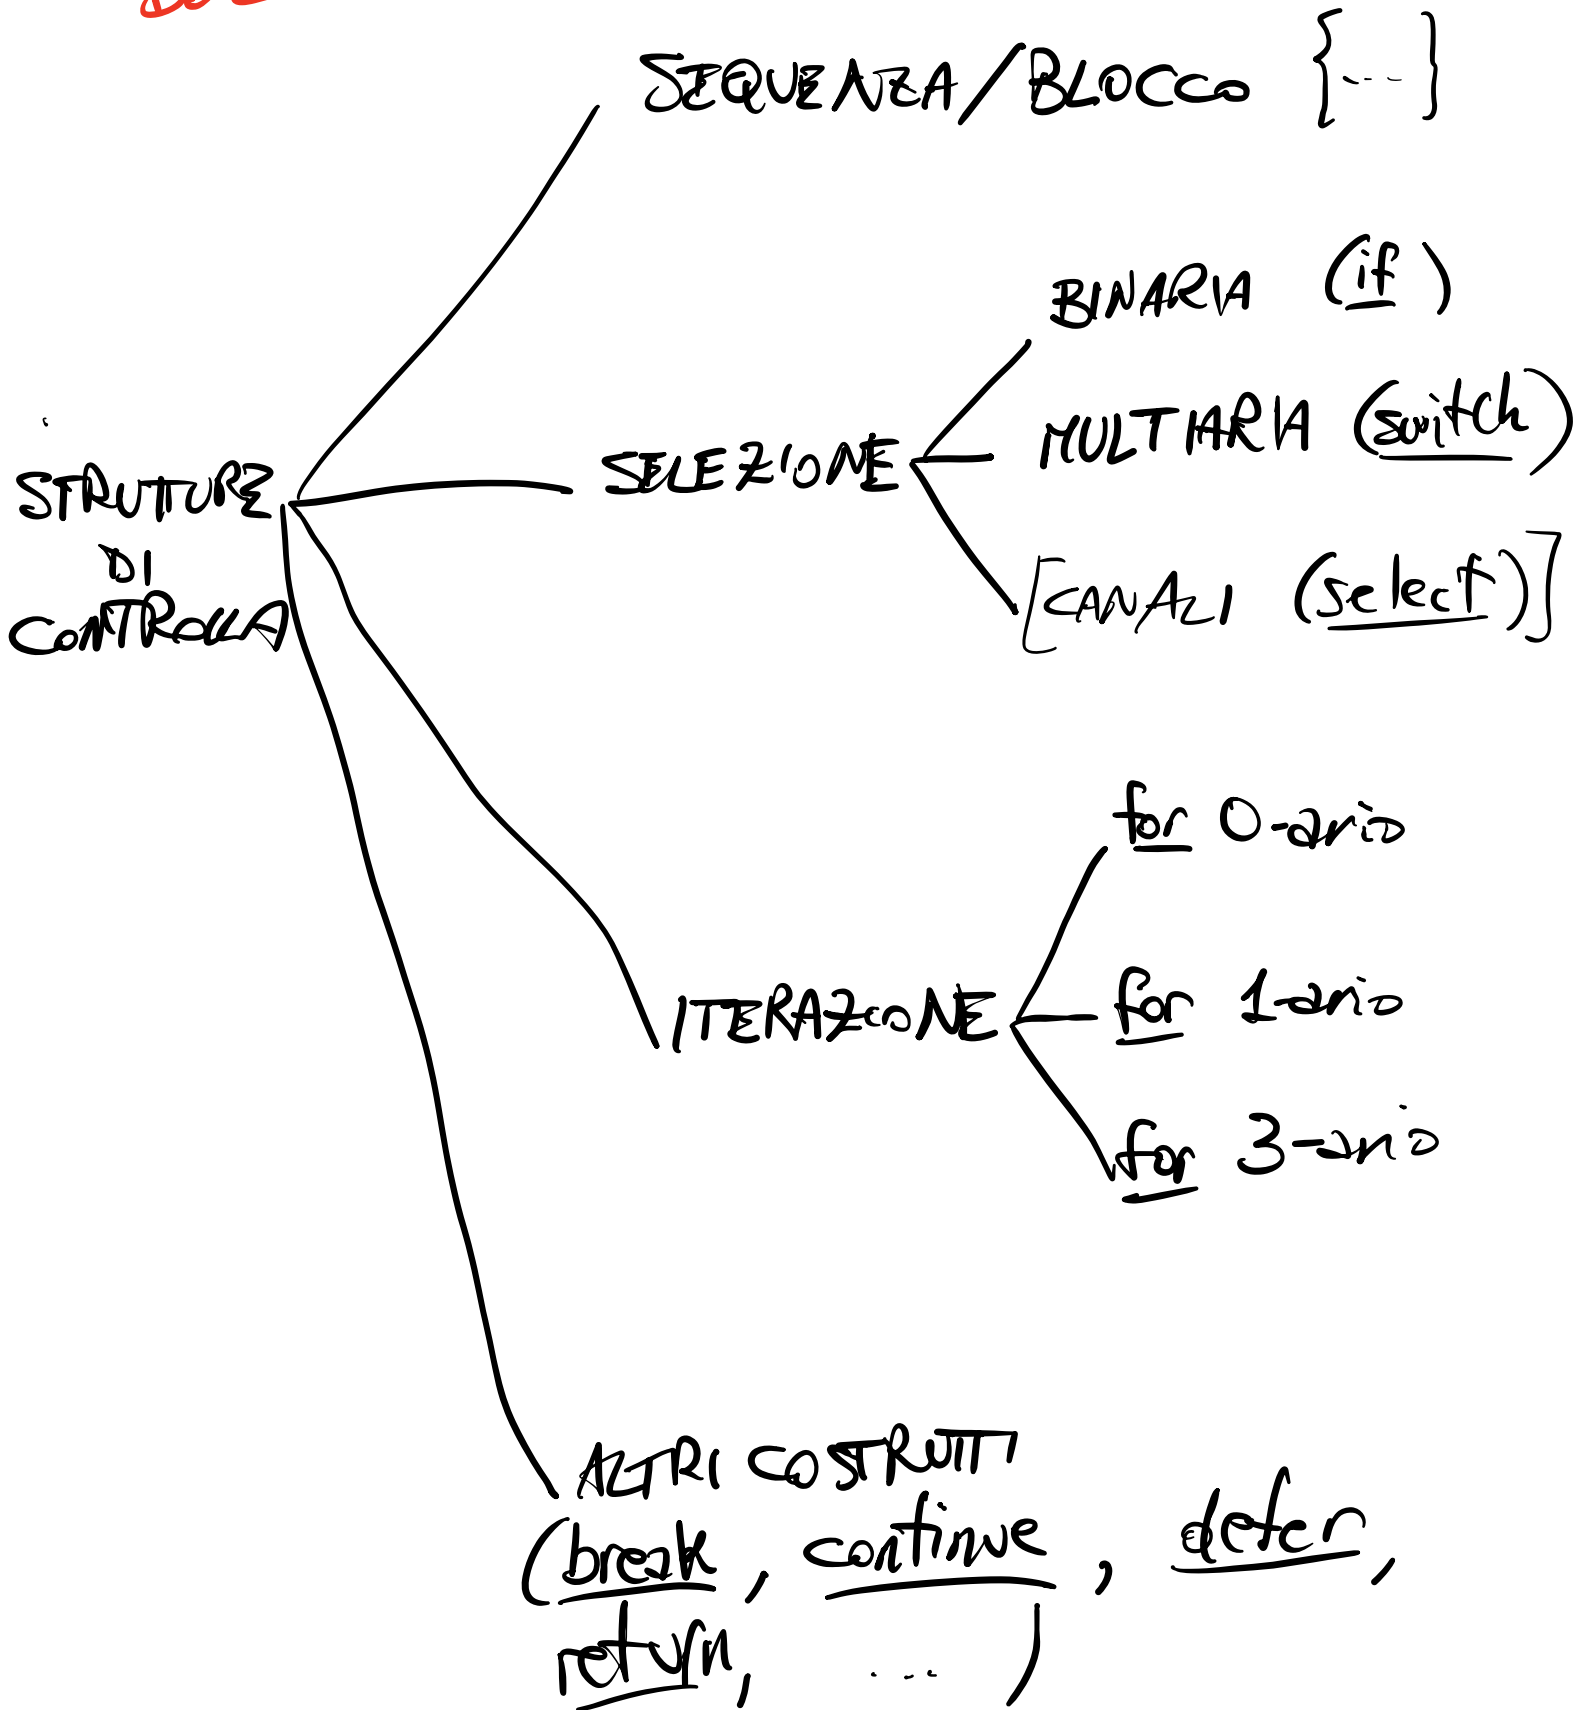 SEQUENZA/BLOCCO {...}
BINARIA (if)
MULTIARIA (switch)
SELEZIONE
STRUTTURE
DI
CONTROLLA
[CANALI (select)]
for 0-ario
for 1-ario
ITERAZIONE
for 3-ario
ALTRI COSTRUTTI
(break, continue, defer,
return, ...)